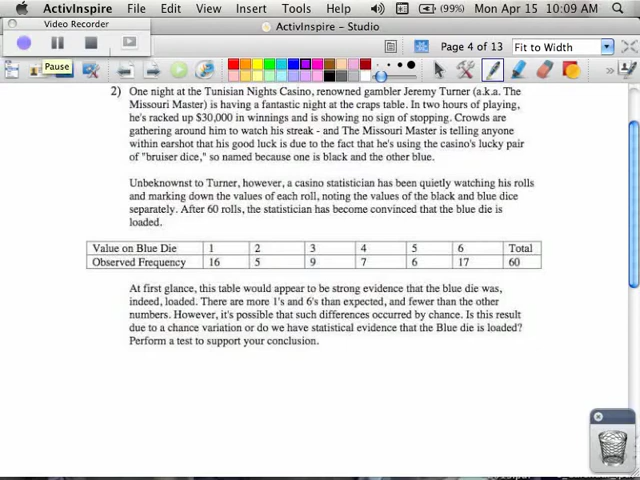 ActivInspire File Edit View Insert Tools Help (99%) Mon Apr 15 10:09 AM
Video Recorder
ActivInspire - Studio
Page 4 of 13 Fit to Width
Pause
2) One night at the Tunisian Nights Casino, renowned gambler Jeremy Turner (a.k.a. The
Missouri Master) is having a fantastic night at the craps table. In two hours of playing,
he's racked up $30,000 in winnings and is showing no sign of stopping. Crowds are
gathering around him to watch his streak - and The Missouri Master is telling anyone
within earshot that his good luck is due to the fact that he's using the casino's lucky pair
of "bruiser dice," so named because one is black and the other blue.
Unbeknownst to Turner, however, a casino statistician has been quietly watching his rolls
and marking down the values of each roll, noting the values of the black and blue dice
separately. After 60 rolls, the statistician has become convinced that the blue die is
loaded.
Value on Blue Die 1 2 3 4 5 6 Total
Observed Frequency 16 5 9 7 6 17 60
At first glance, this table would appear to be strong evidence that the blue die was,
indeed, loaded. There are more 1's and 6's than expected, and fewer than the other
numbers. However, it's possible that such differences occurred by chance. Is this result
due to a chance variation or do we have statistical evidence that the Blue die is loaded?
Perform a test to support your conclusion.